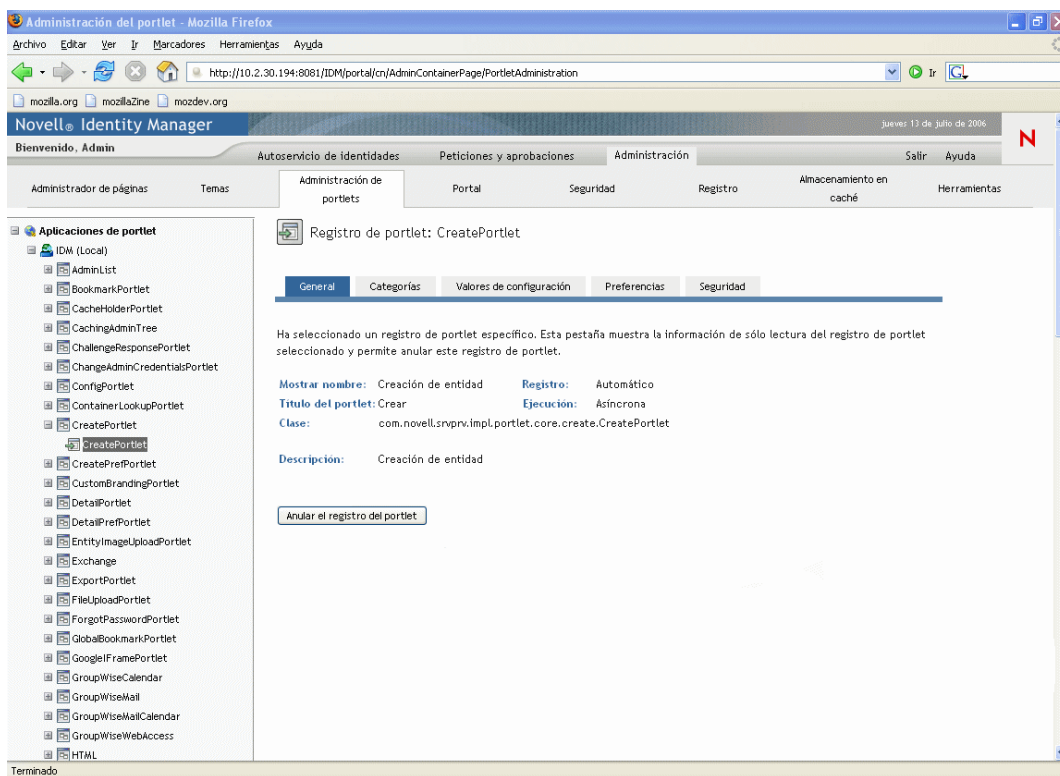 Administración del portlet - Mozilla Firefox
Archivo Editar Ver Ir Marcadores Herramientas Ayuda
http://10.2.30.194:8081/IDM/portal/cn/AdminContainerPage/PortletAdministration
Ir
mozilla.org mozillaZine mozdev.org
Novell® Identity Manager
jueves 13 de julio de 2006
N
Bienvenido, Admin
Autoservicio de identidades Peticiones y aprobaciones Administración Salir Ayuda
Administrador de páginas Temas Administración de portlets Portal Seguridad Registro Almacenamiento en caché Herramientas
Aplicaciones de portlet
IDM (Local)
AdminList
BookmarkPortlet
CacheHolderPortlet
CachingAdminTree
ChallengeResponsePortlet
ChangeAdminCredentialsPortlet
ConfigPortlet
ContainerLookupPortlet
CreatePortlet
CreatePortlet
CreatePrefPortlet
CustomBrandingPortlet
DetailPortlet
DetailPrefPortlet
EntityImageUploadPortlet
Exchange
ExportPortlet
FileUploadPortlet
ForgotPasswordPortlet
GlobalBookmarkPortlet
GoogleIFramePortlet
GroupWiseCalendar
GroupWiseMail
GroupWiseMailCalendar
GroupWiseWebAccess
HTML
Registro de portlet: CreatePortlet
General Categorías Valores de configuración Preferencias Seguridad
Ha seleccionado un registro de portlet específico. Esta pestaña muestra la información de sólo lectura del registro de portlet
seleccionado y permite anular este registro de portlet.
Mostrar nombre: Creación de entidad Registro: Automático
Título del portlet: Crear Ejecución: Asíncrona
Clase: com.novell.srvprv.impl.portlet.core.create.CreatePortlet
Descripción: Creación de entidad
Anular el registro del portlet
Terminado